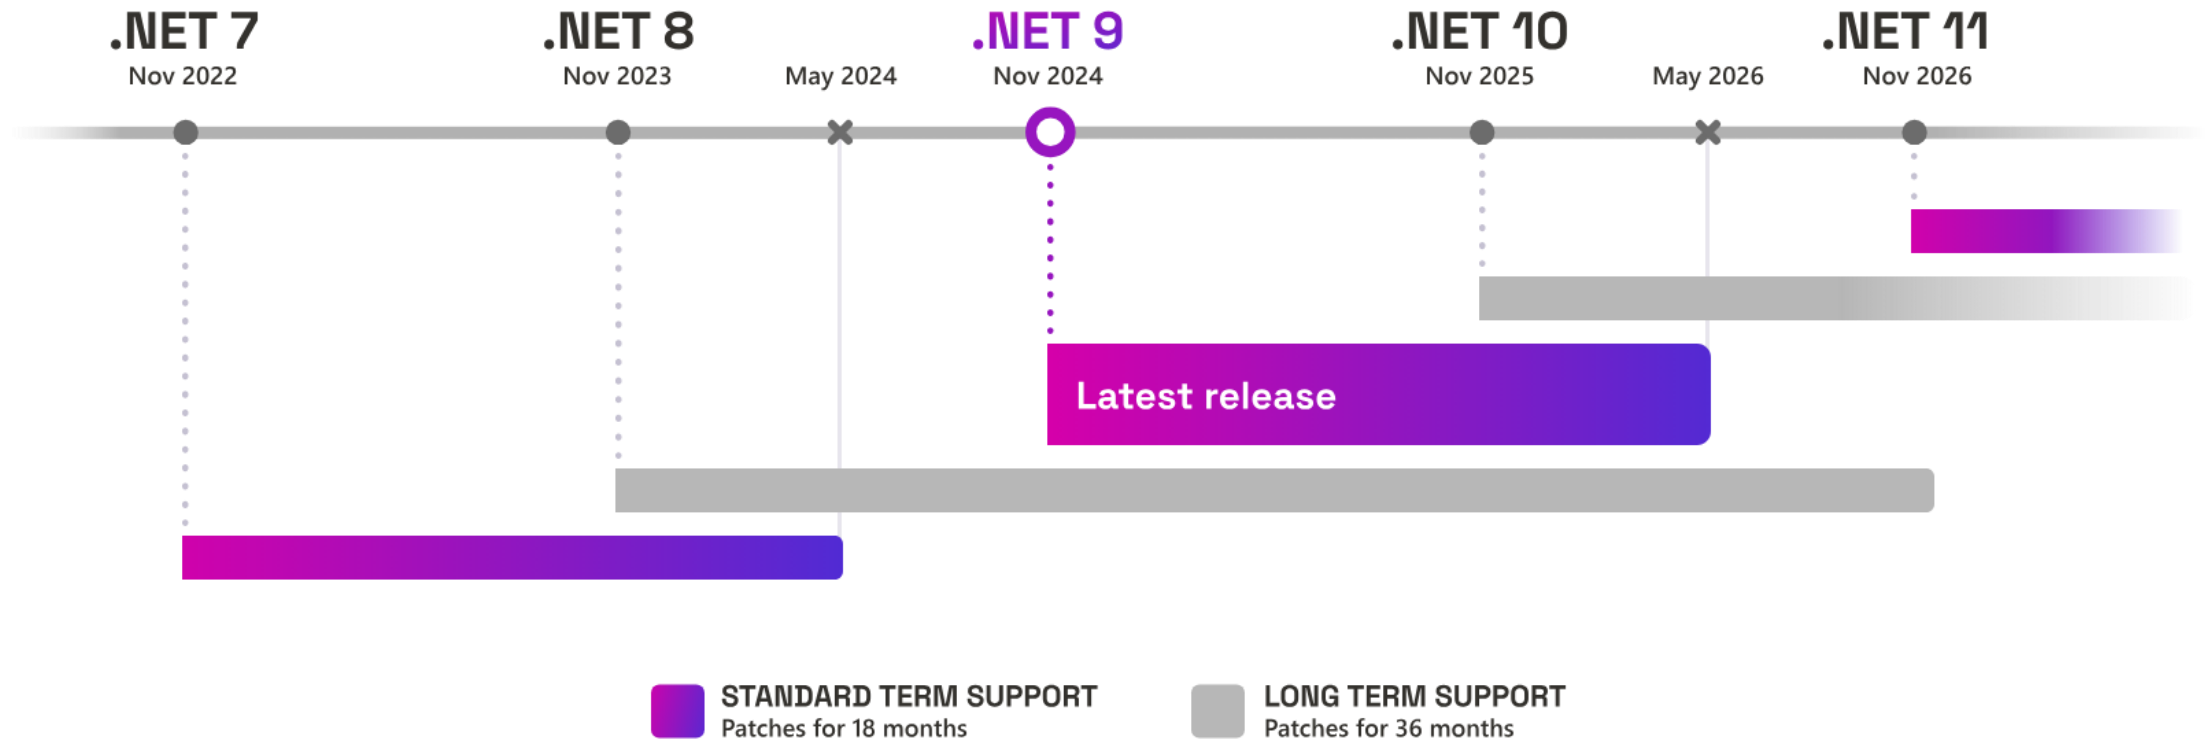 .NET 7
Nov 2022
.NET 8
Nov 2023
May 2024
.NET 9
Nov 2024
.NET 10
Nov 2025
May 2026
.NET 11
Nov 2026
Latest release
STANDARD TERM SUPPORT
Patches for 18 months
LONG TERM SUPPORT
Patches for 36 months